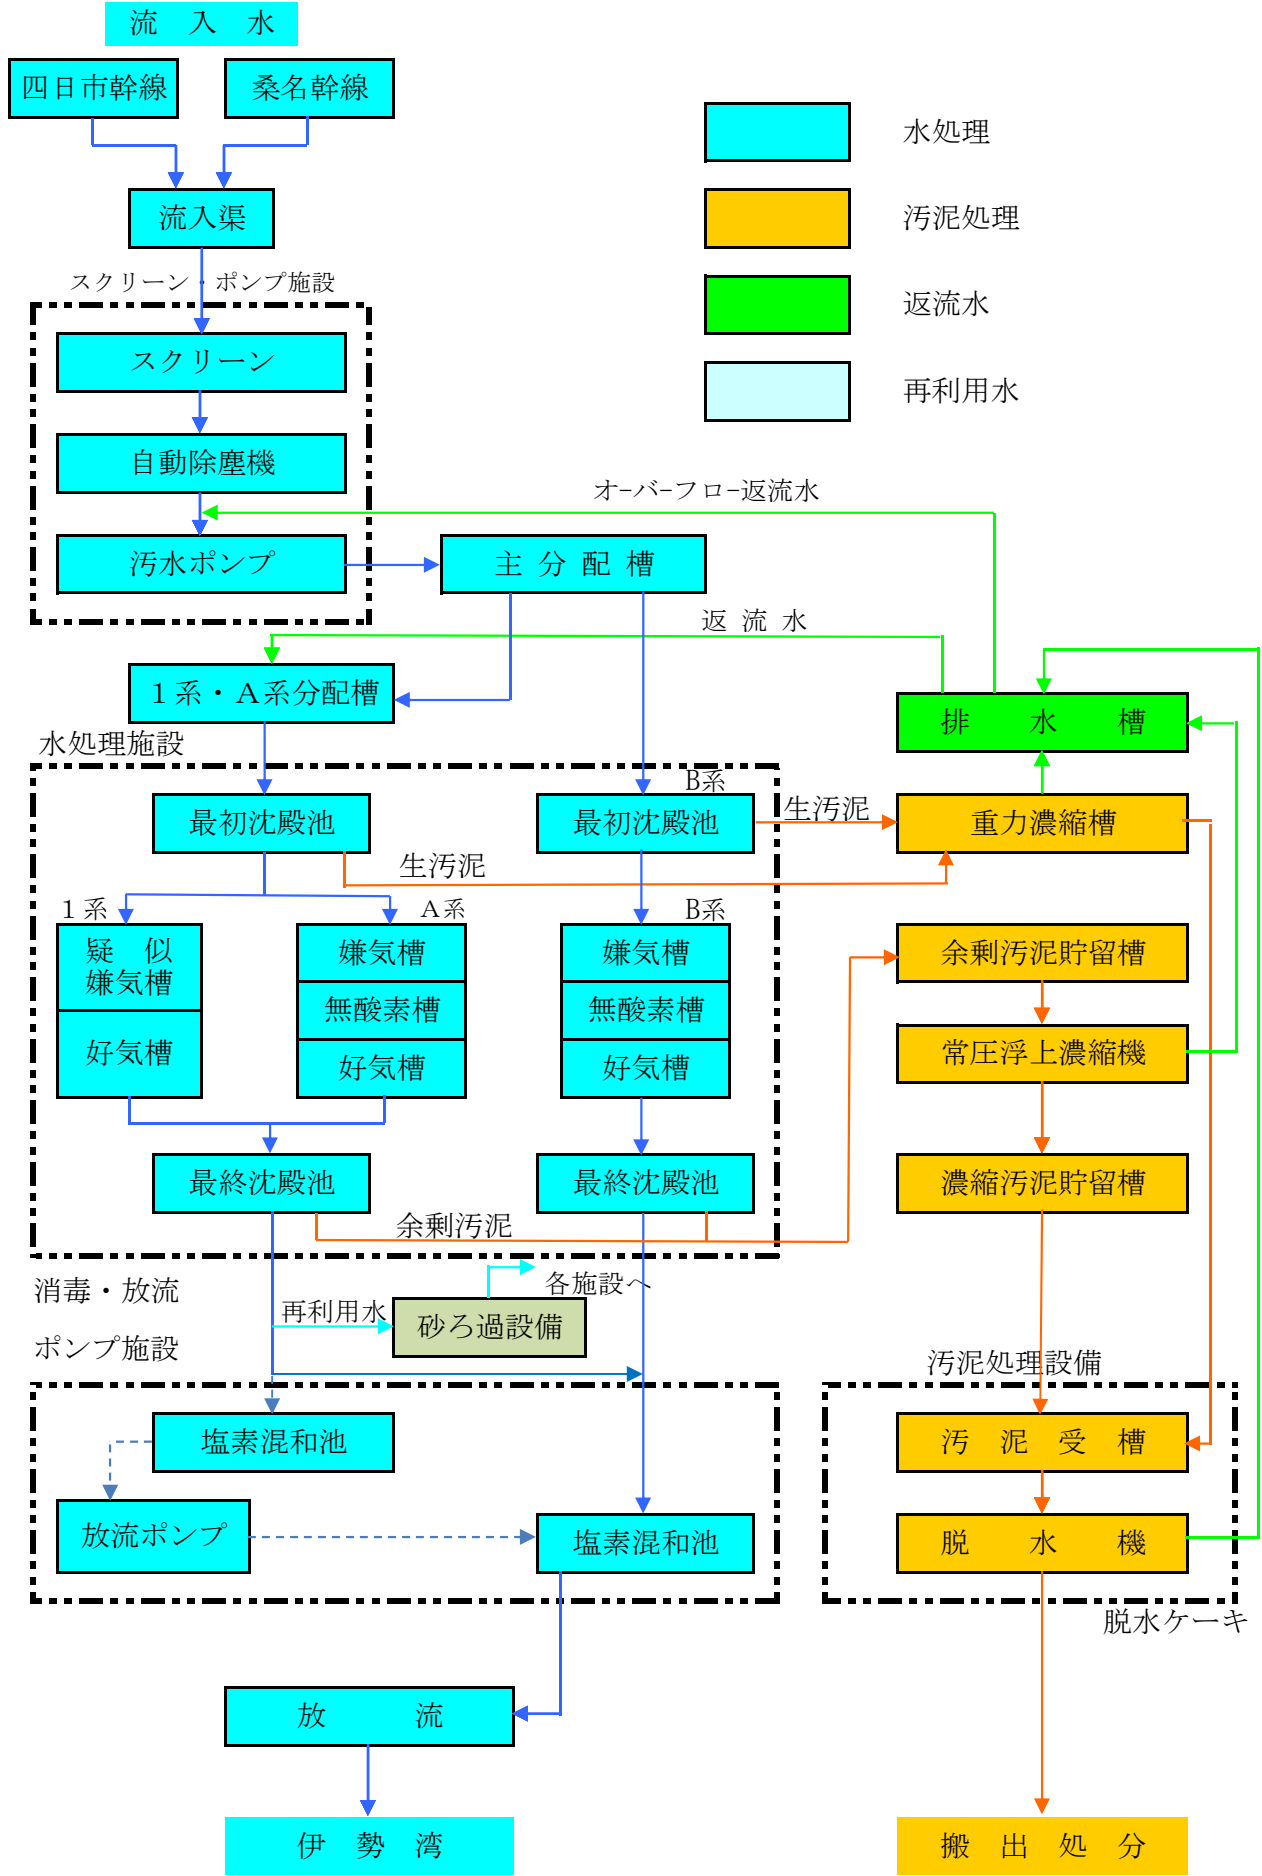 流　入　水
四日市幹線
桑名幹線
水処理
流入渠
汚泥処理
スクリーン・ポンプ施設
返流水
スクリーン
再利用水
自動除塵機
オ-バ-フロ-返流水
汚水ポンプ
主 分 配 槽
返 流 水
１系・Ａ系分配槽
排　　水　　槽
水処理施設
B系
最初沈殿池
最初沈殿池
生汚泥
重力濃縮槽
生汚泥
１系
Ａ系
B系
疑　似
嫌気槽
好気槽
嫌気槽
無酸素槽
好気槽
嫌気槽
無酸素槽
好気槽
余剰汚泥貯留槽
常圧浮上濃縮機
最終沈殿池
最終沈殿池
濃縮汚泥貯留槽
余剰汚泥
消毒・放流
ポンプ施設
各施設へ
再利用水
砂ろ過設備
汚泥処理設備
塩素混和池
汚　泥　受　槽
放流ポンプ
塩素混和池
脱　　水　　機
脱水ケーキ
放　　　流
伊　勢　湾
搬　出　処　分